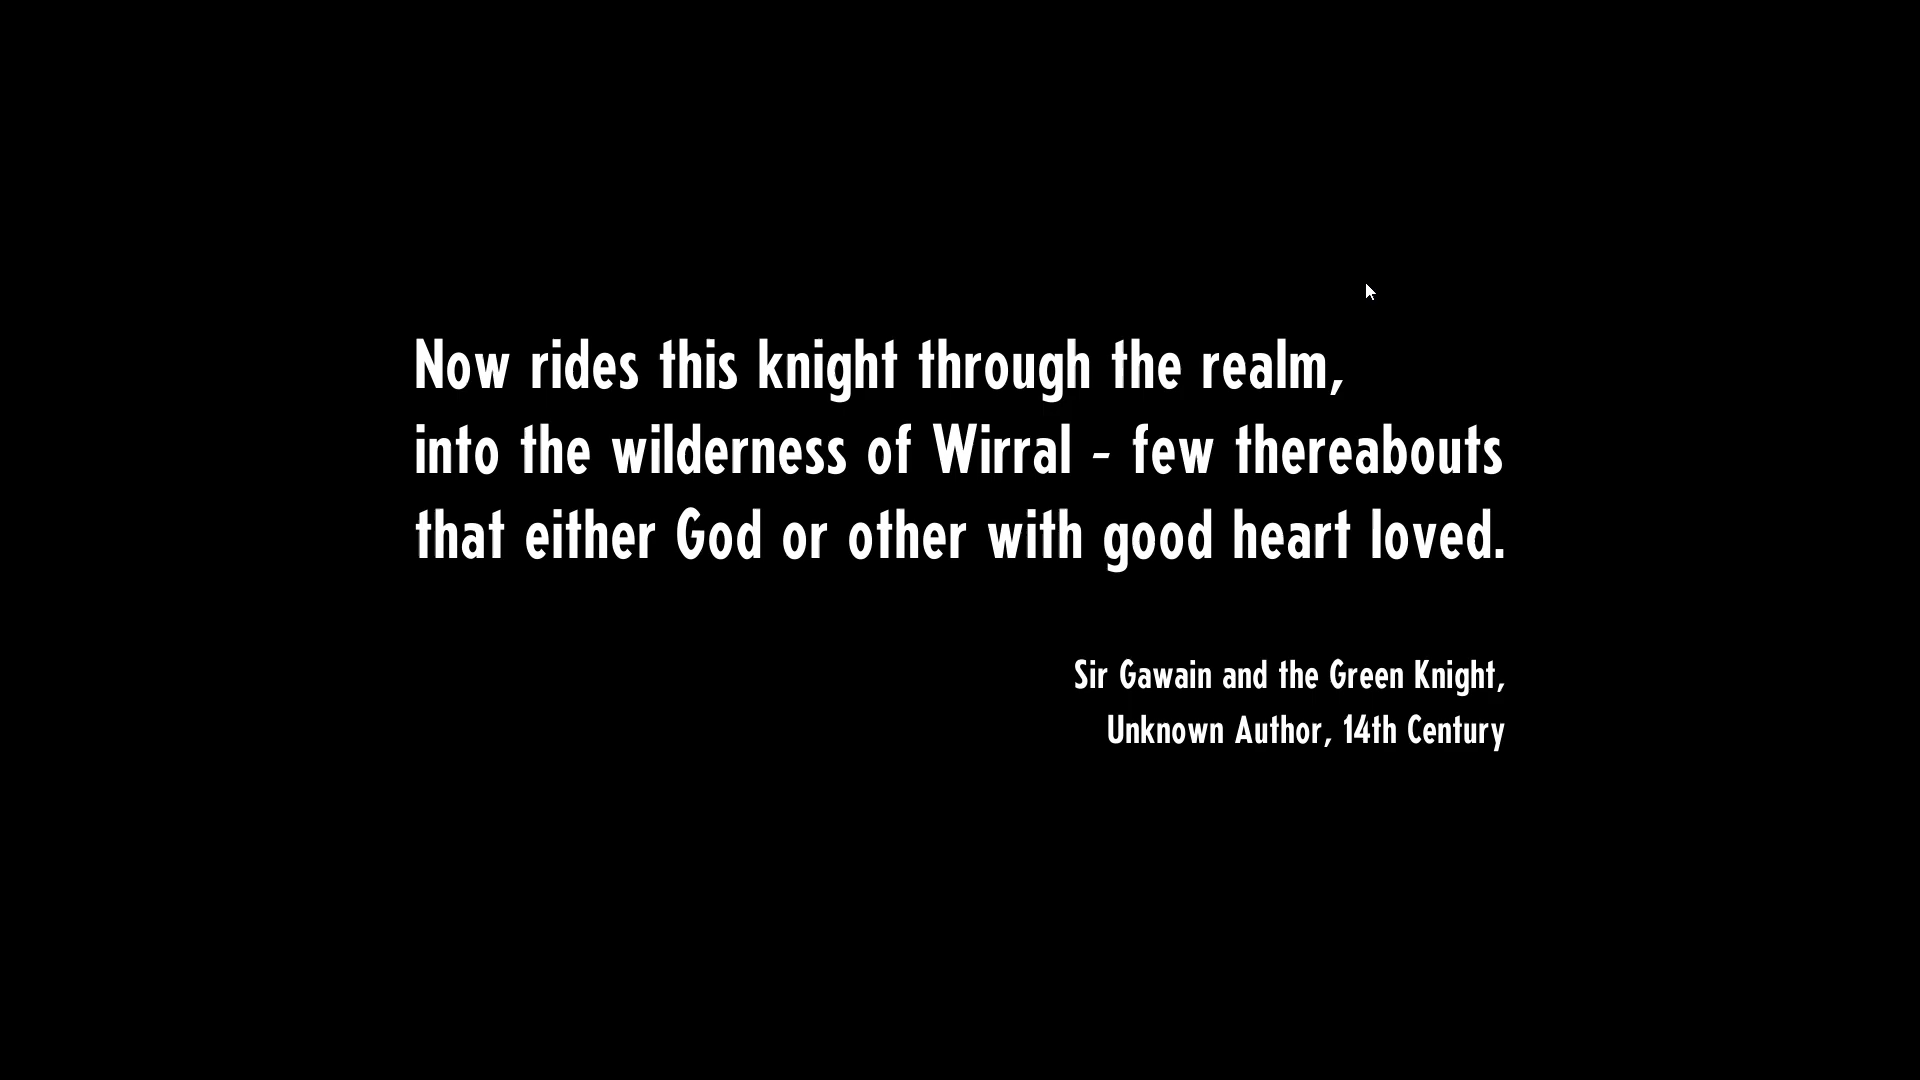 Now rides this knight through the realm,
into the wilderness of Wirral - few thereabouts
that either God or other with good heart loved.
Sir Gawain and the Green Knight,
Unknown Author, 14th Century